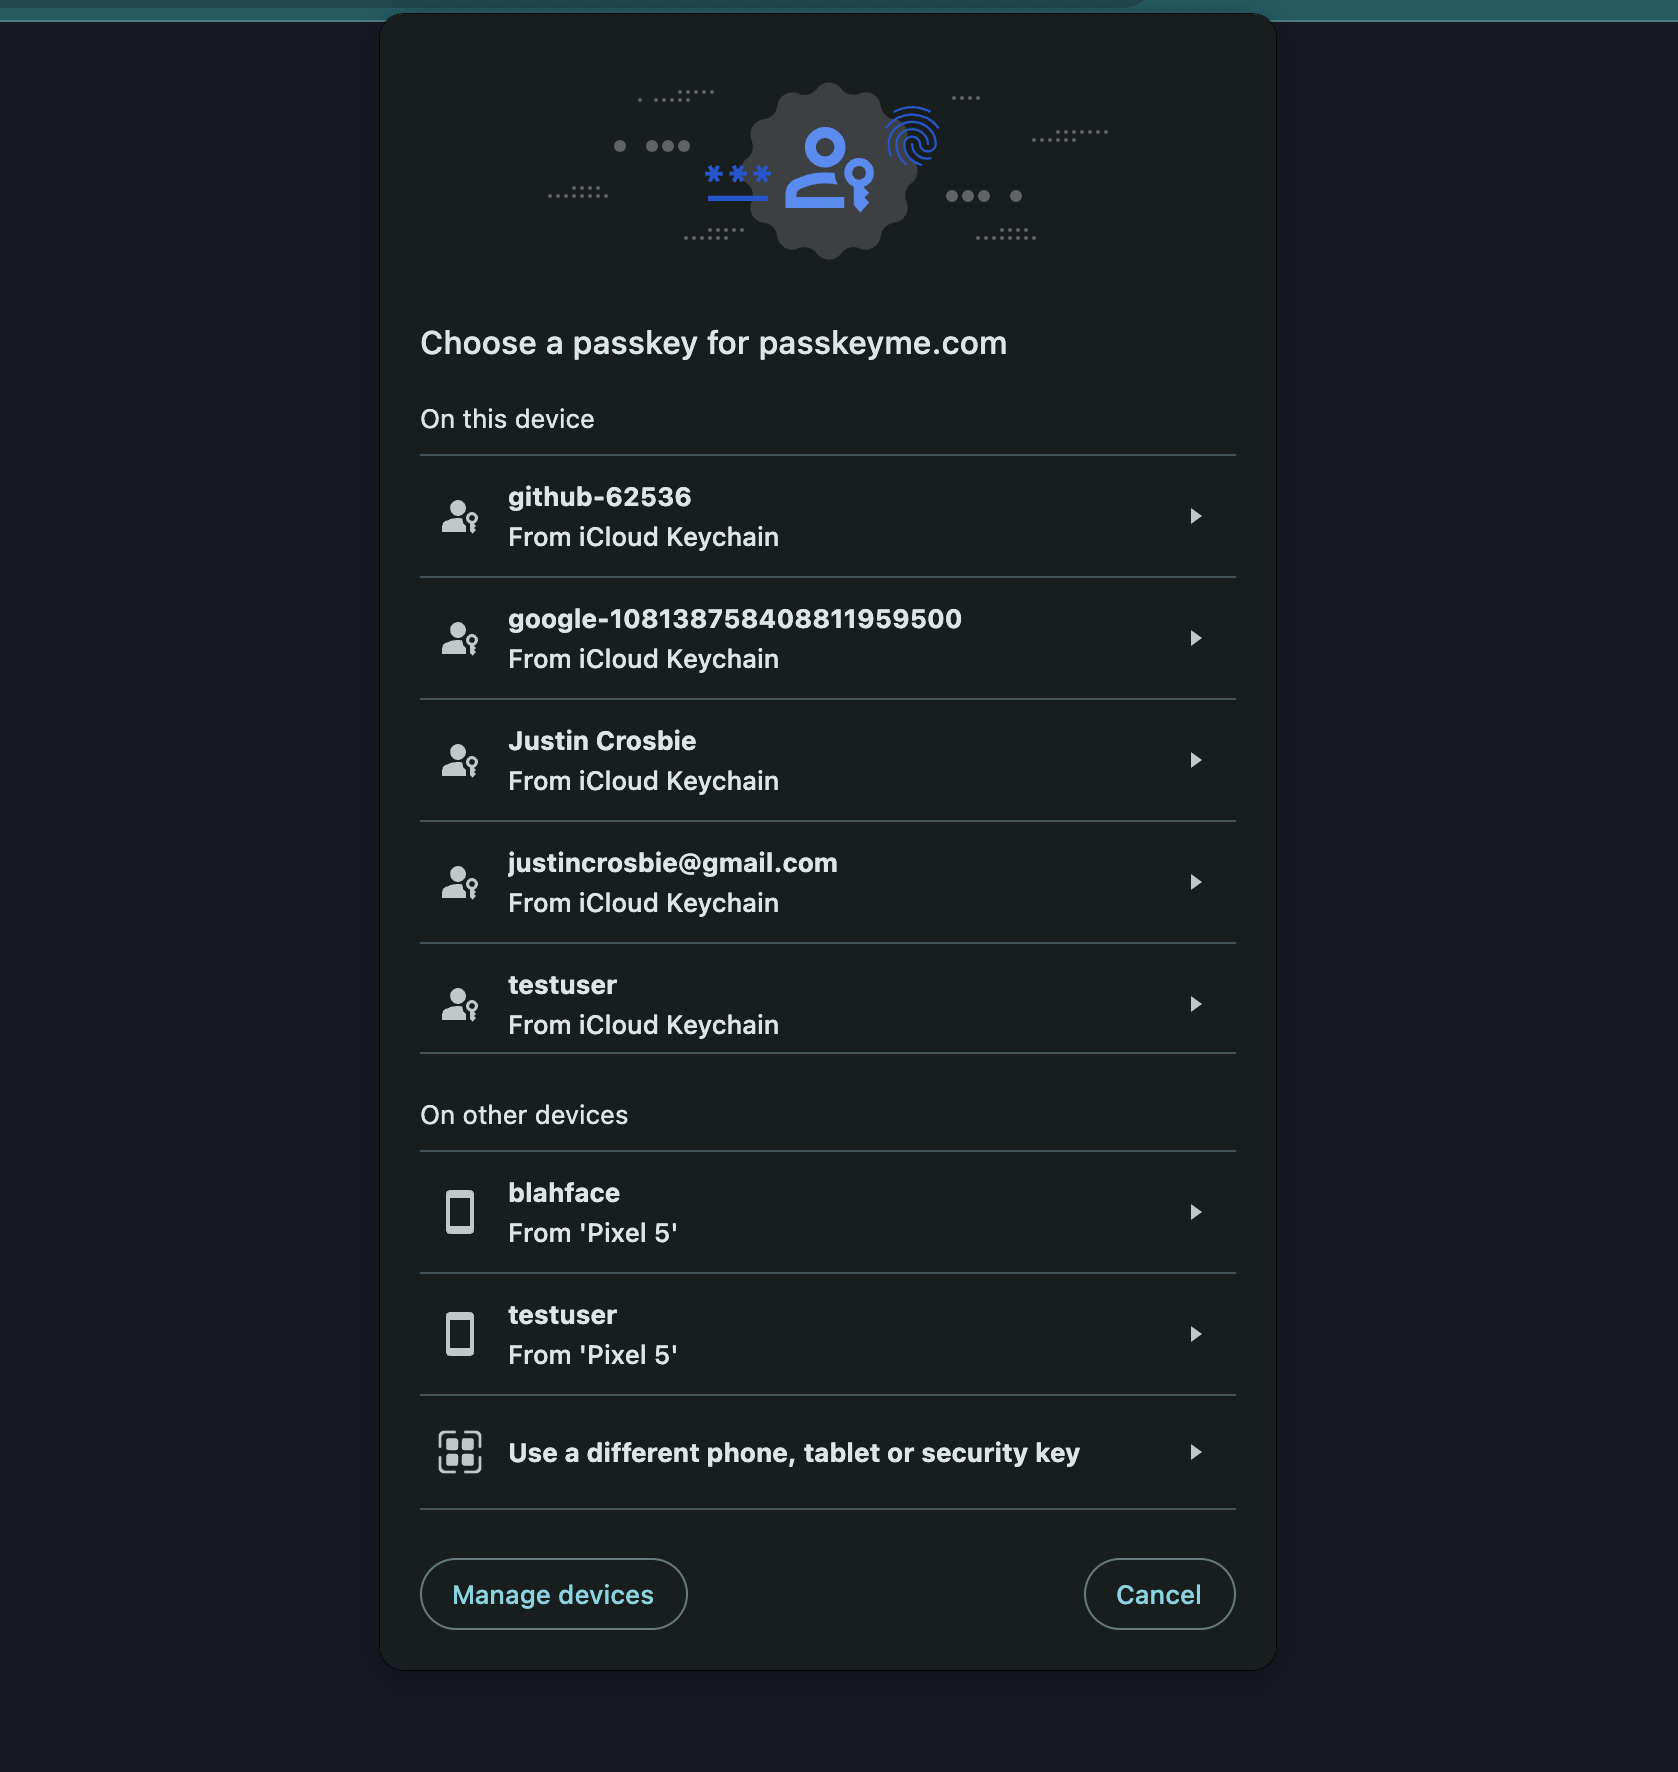 ***
Choose a passkey for passkeyme.com
On this device
github-62536
From iCloud Keychain
google-108138758408811959500
From iCloud Keychain
Justin Crosbie
From iCloud Keychain
justincrosbie@gmail.com
From iCloud Keychain
testuser
From iCloud Keychain
On other devices
blahface
From 'Pixel 5'
testuser
From 'Pixel 5'
Use a different phone, tablet or security key
Manage devices
Cancel